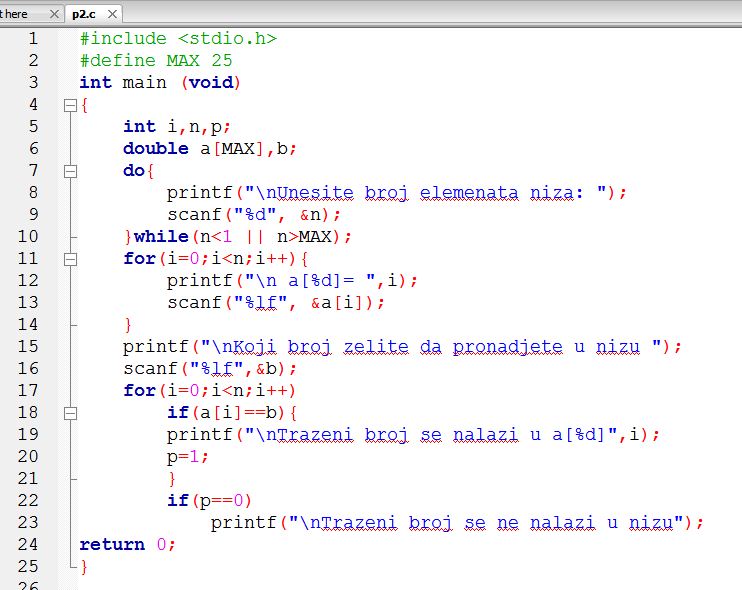 t here p2.c
1 #include <stdio.h>
2 #define MAX 25
3 int main (void)
4 {
5 int i,n,p;
6 double a[MAX],b;
7 do{
8 printf("\nUnesite broj elemenata niza: ");
9 scanf("%d", &n);
10 }while(n<1 || n>MAX);
11 for(i=0;i<n;i++){
12 printf("\n a[%d]= ",i);
13 scanf("%lf", &a[i]);
14 }
15 printf("\nKoji broj zelite da pronadjete u nizu ");
16 scanf("%lf",&b);
17 for(i=0;i<n;i++)
18 if(a[i]==b){
19 printf("\nTrazeni broj se nalazi u a[%d]",i);
20 p=1;
21 }
22 if(p==0)
23 printf("\nTrazeni broj se ne nalazi u nizu");
24 return 0;
25 }
26